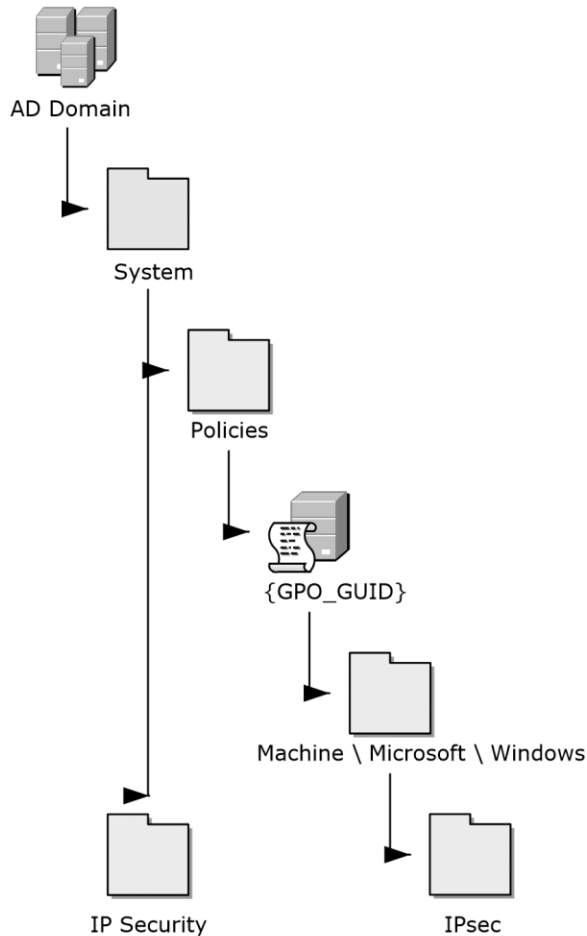 AD Domain
System
Policies
{GPO_GUID}
Machine \ Microsoft \ Windows
IP Security
IPsec